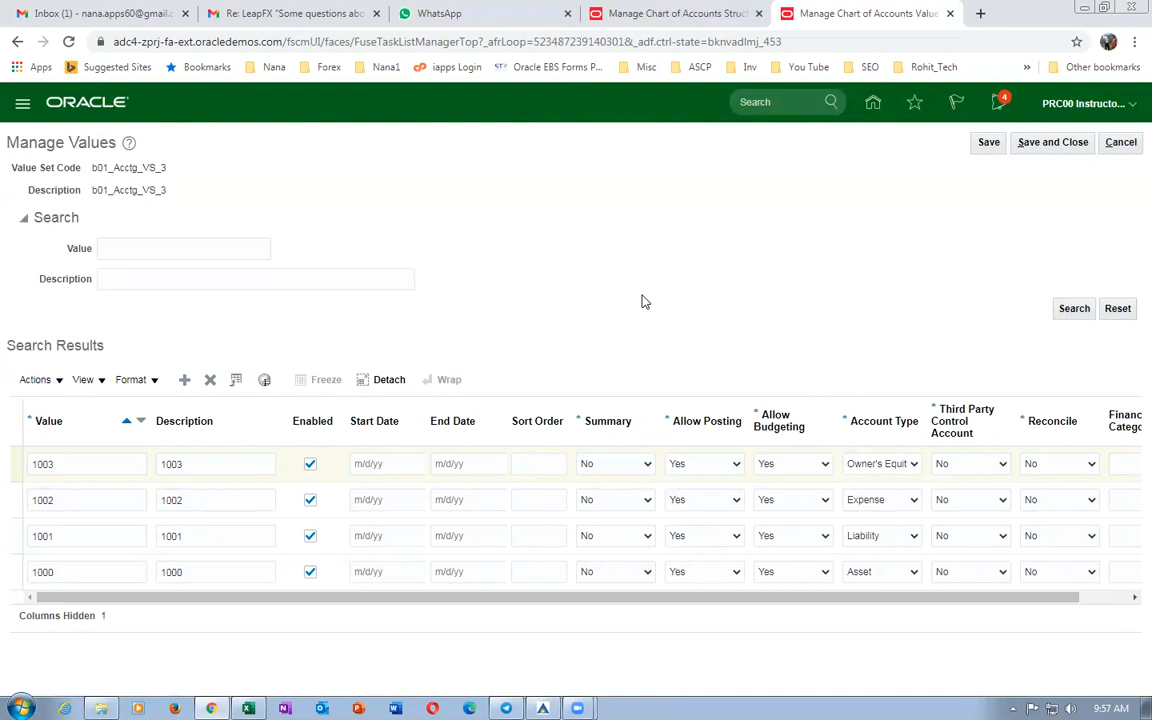 Inbox (1) - nana.apps60@gmail.c
Re: LeapFX "Some questions abo
WhatsApp
Manage Chart of Accounts Struct
Manage Chart of Accounts Value
adc4-zprj-fa-ext.oracledemos.com/fscmUI/faces/FuseTaskListManagerTop?_afrLoop=523487239140301&_adf.ctrl-state=bknvadlmj_453
Apps Suggested Sites Bookmarks Nana Forex Nana1 iapps Login Oracle EBS Forms P... Misc ASCP Inv You Tube SEO Rohit_Tech » Other bookmarks
ORACLE Search 4 PRC00 Instructo...
Manage Values
Save Save and Close Cancel
Value Set Code b01_Acctg_VS_3
Description b01_Acctg_VS_3
Search
Value
Description
Search Reset
Search Results
Actions View Format Freeze Detach Wrap
* Value Description Enabled Start Date End Date Sort Order * Summary * Allow Posting * Allow Budgeting * Account Type * Third Party Control Account * Reconcile Financ Catego
1003 1003 m/d/yy m/d/yy No Yes Yes Owner's Equit No No
1002 1002 m/d/yy m/d/yy No Yes Yes Expense No No
1001 1001 m/d/yy m/d/yy No Yes Yes Liability No No
1000 1000 m/d/yy m/d/yy No Yes Yes Asset No No
Columns Hidden 1
9:57 AM